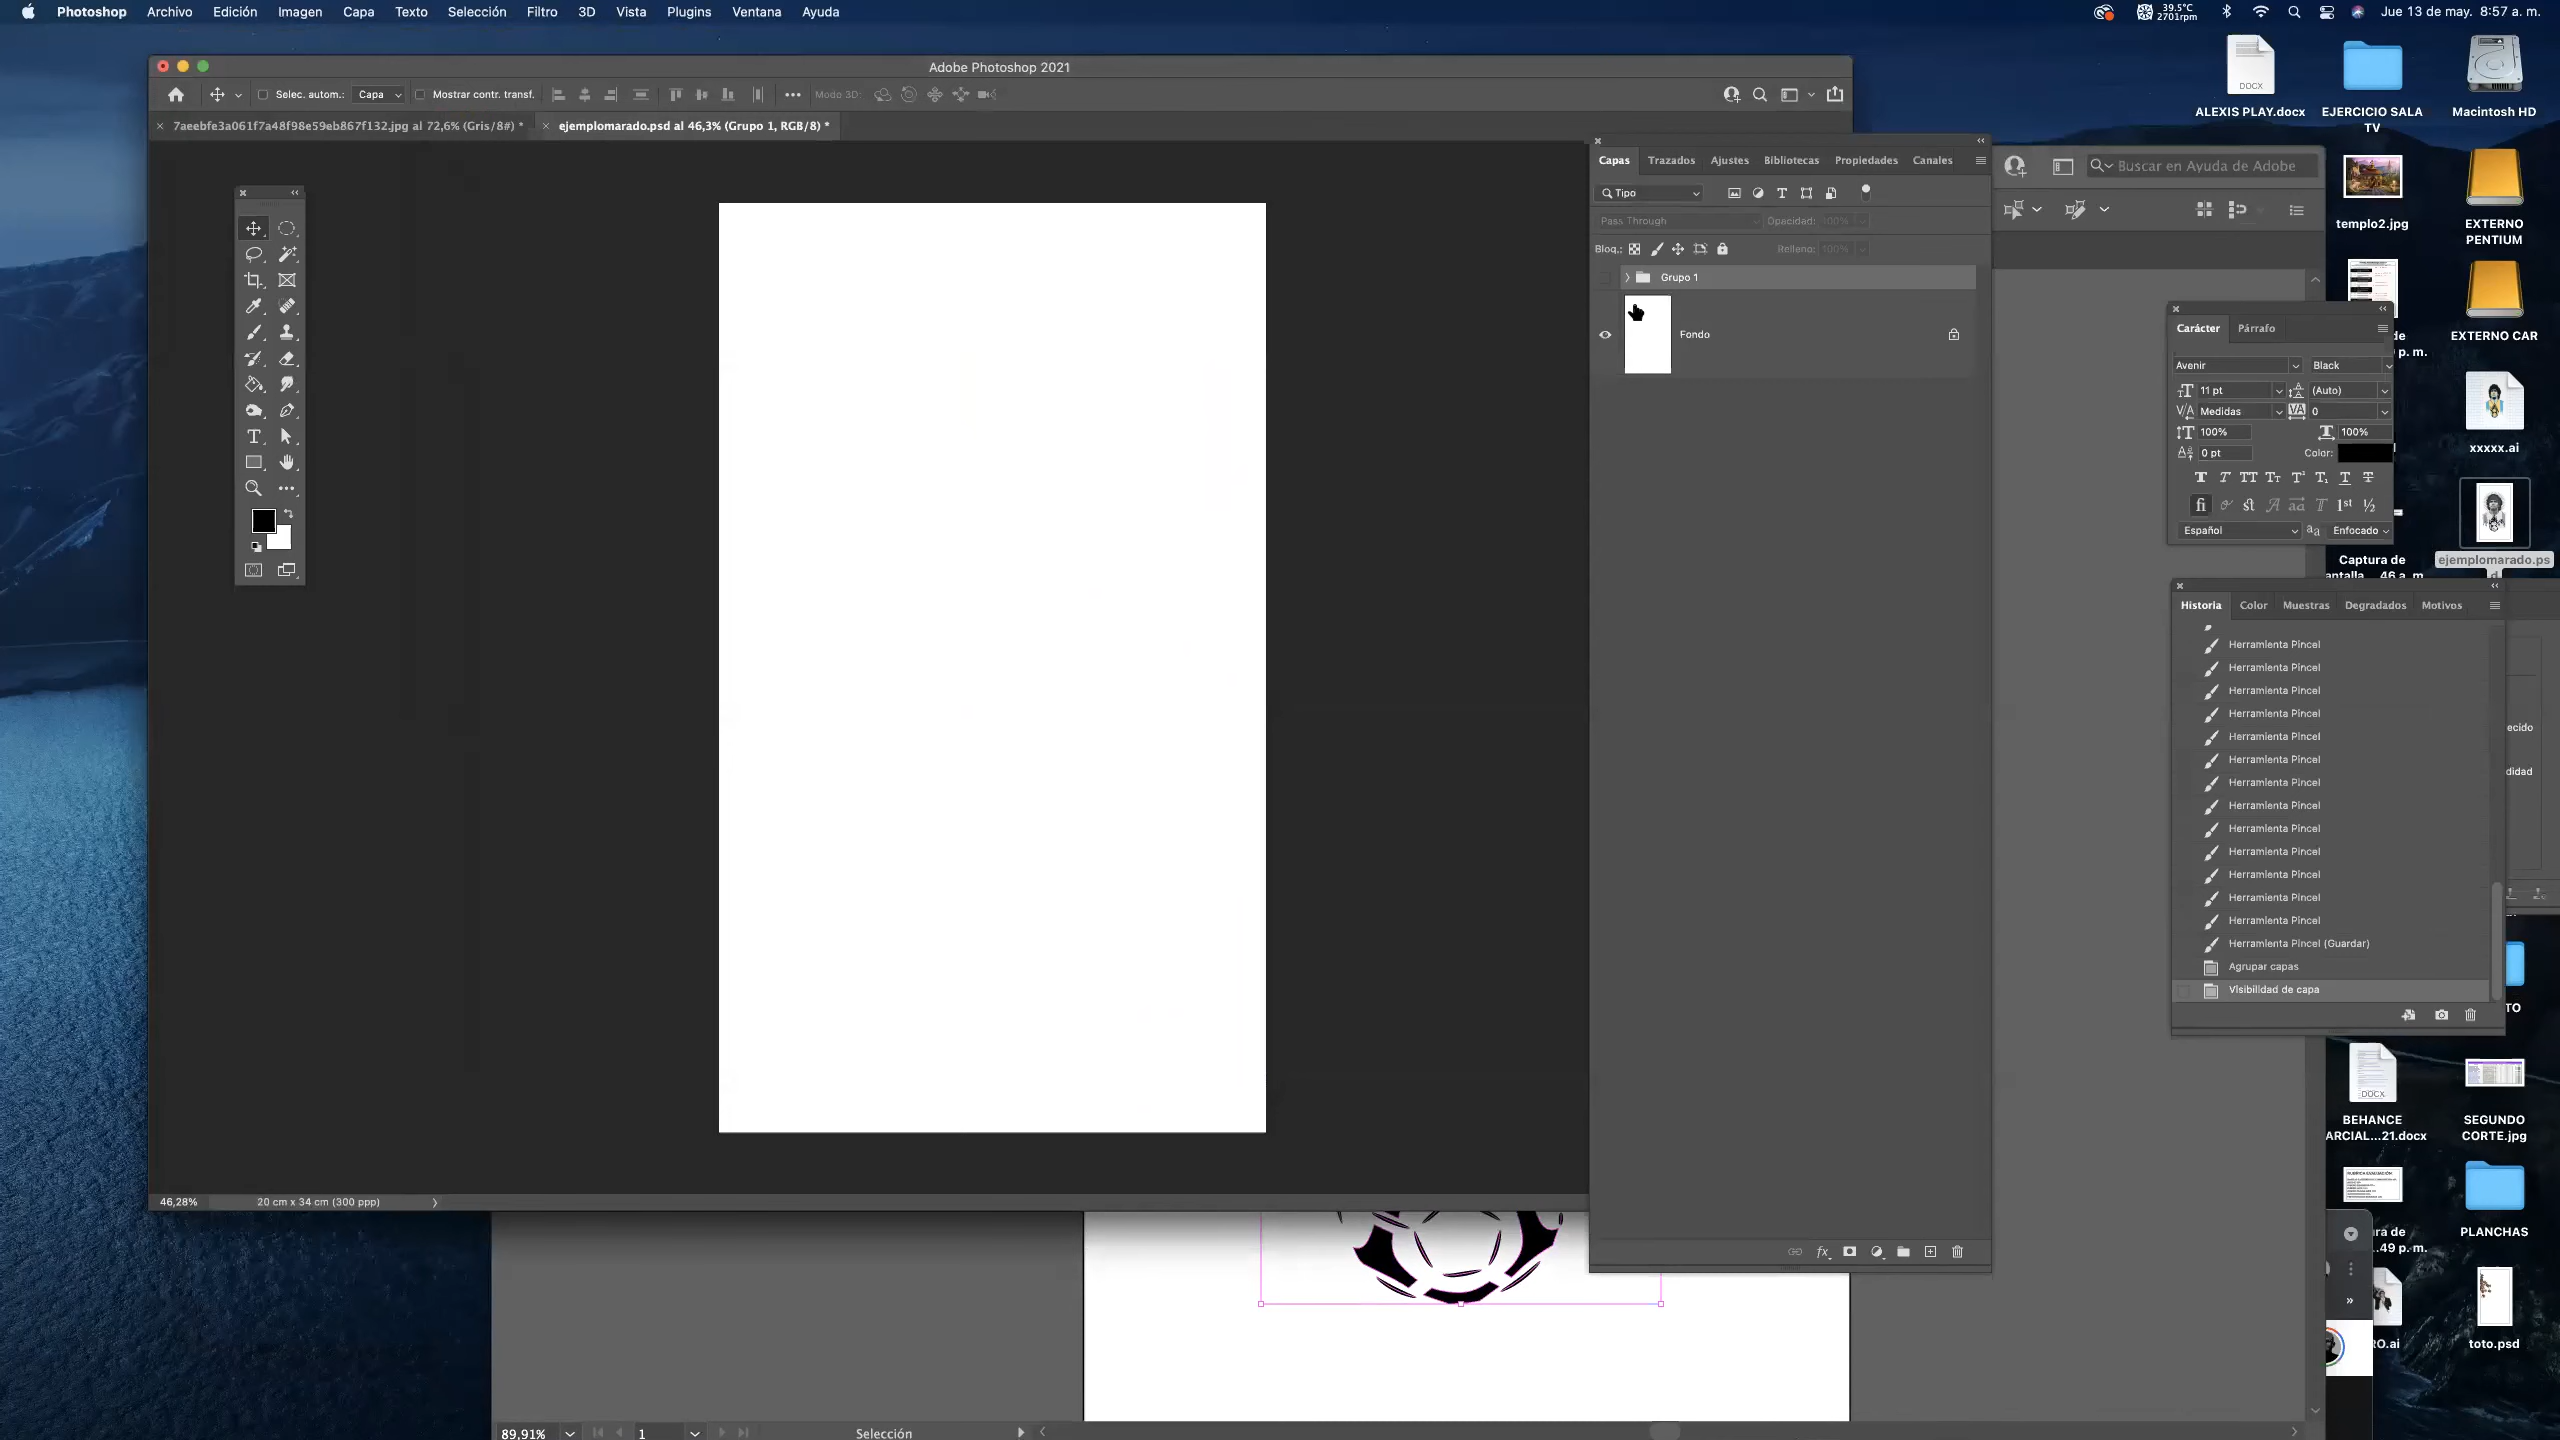 Photoshop Archivo Edición Imagen Capa Texto Selección Filtro 3D Vista Plugins Ventana Ayuda
39.5°C
2701rpm
Jue 13 de may. 8:57 a. m.
Adobe Photoshop 2021
Selec. autom.: Capa Mostrar contr. transf. Modo 3D:
7aeebfe3a061f7a48f98e59eb867f132.jpg al 72,6% (Gris/8#) * ejemplomarado.psd al 46,3% (Grupo 1, RGB/8) *
Capas Trazados Ajustes Bibliotecas Propiedades Canales
Tipo
Pass Through Opacidad: 100%
Bloq.: Relleno: 100%
Grupo 1
Fondo
fx
46,28% 20 cm x 34 cm (300 ppp)
89,91% 1 Selección
Buscar en Ayuda de Adobe
DOCX
ALEXIS PLAY.docx
EJERCICIO SALA
TV
Macintosh HD
templo2.jpg
EXTERNO
PENTIUM
de
p. m.
EXTERNO CAR
xxxxx.ai
Captura de
antalla... 46 a. m.
ejemplomarado.ps
d
Carácter Párrafo
Avenir Black
11 pt (Auto)
Medidas 0
100% 100%
0 pt Color:
Español Enfocado
Historia Color Muestras Degradados Motivos
Herramienta Pincel
Herramienta Pincel
Herramienta Pincel
Herramienta Pincel
Herramienta Pincel
Herramienta Pincel
Herramienta Pincel
Herramienta Pincel
Herramienta Pincel
Herramienta Pincel
Herramienta Pincel
Herramienta Pincel
Herramienta Pincel
Herramienta Pincel (Guardar)
Agrupar capas
Visibilidad de capa
ecido
didad
TO
DOCX
BEHANCE
ARCIAL...21.docx
SEGUNDO
CORTE.jpg
ra de
...49 p. m.
PLANCHAS
RO.ai
toto.psd